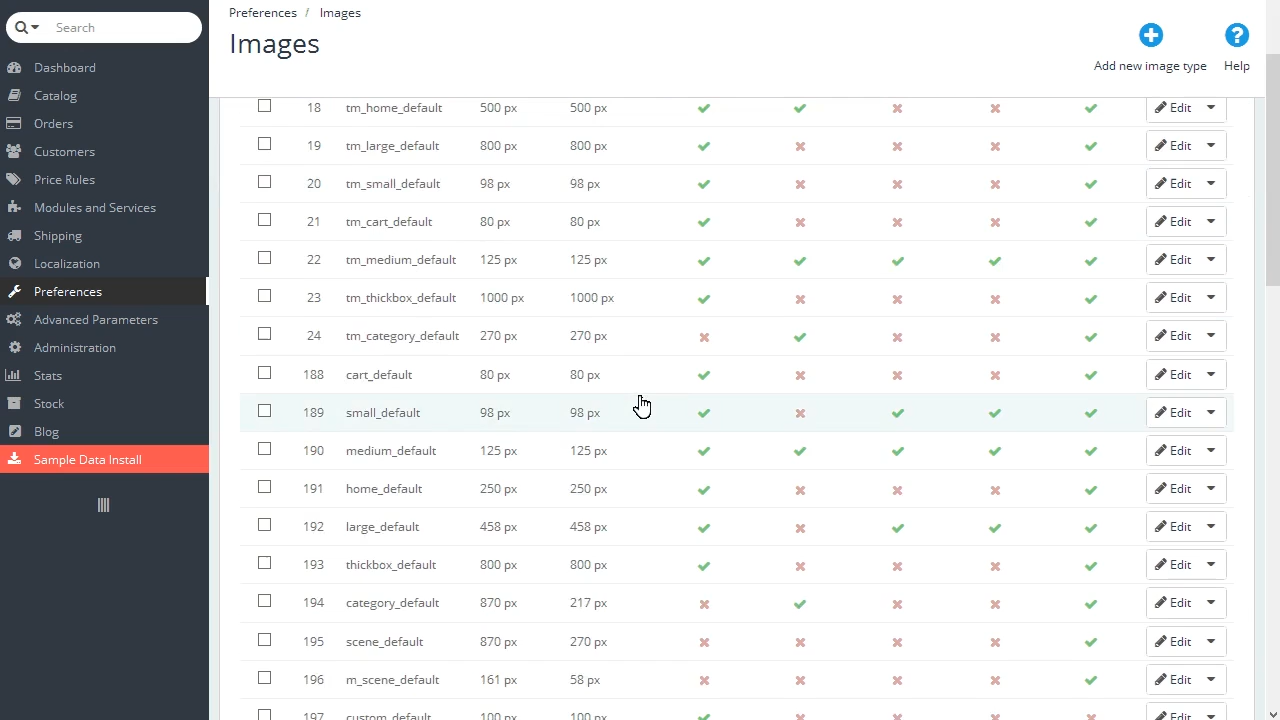 Search
Dashboard
Catalog
Orders
Customers
Price Rules
Modules and Services
Shipping
Localization
Preferences
Advanced Parameters
Administration
Stats
Stock
Blog
Sample Data Install
Preferences / Images
Images
Add new image type
Help
18 tm_home_default 500 px 500 px Edit
19 tm_large_default 800 px 800 px Edit
20 tm_small_default 98 px 98 px Edit
21 tm_cart_default 80 px 80 px Edit
22 tm_medium_default 125 px 125 px Edit
23 tm_thickbox_default 1000 px 1000 px Edit
24 tm_category_default 270 px 270 px Edit
188 cart_default 80 px 80 px Edit
189 small_default 98 px 98 px Edit
190 medium_default 125 px 125 px Edit
191 home_default 250 px 250 px Edit
192 large_default 458 px 458 px Edit
193 thickbox_default 800 px 800 px Edit
194 category_default 870 px 217 px Edit
195 scene_default 870 px 270 px Edit
196 m_scene_default 161 px 58 px Edit
197 custom_default 100 px 100 px Edit